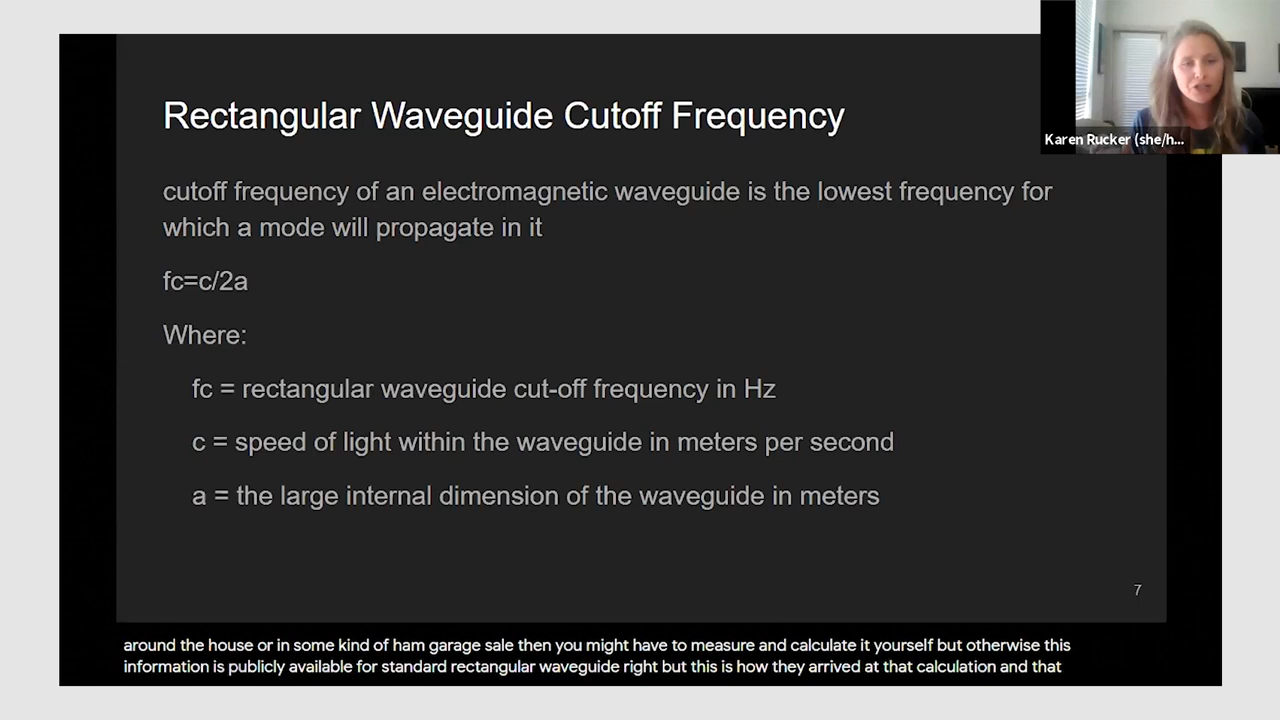 Rectangular Waveguide Cutoff Frequency
Karen Rucker (she/h...
cutoff frequency of an electromagnetic waveguide is the lowest frequency for
which a mode will propagate in it
fc=c/2a
Where:
fc = rectangular waveguide cut-off frequency in Hz
c = speed of light within the waveguide in meters per second
a = the large internal dimension of the waveguide in meters
7
around the house or in some kind of ham garage sale then you might have to measure and calculate it yourself but otherwise this
information is publicly available for standard rectangular waveguide right but this is how they arrived at that calculation and that